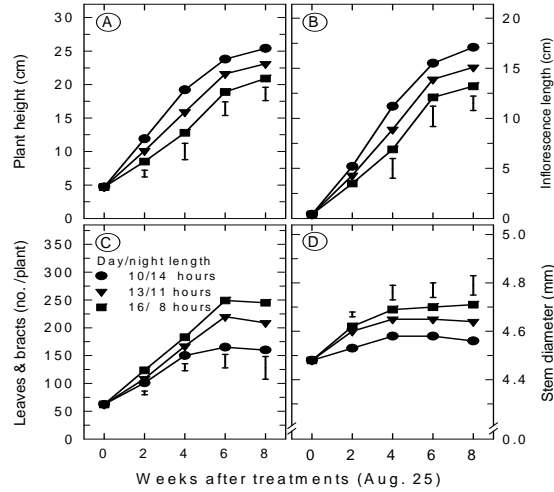 A
B
30
25
20
15
10
5
0
Plant height (cm)
20
15
10
5
0
Inflorescence length (cm)
C
D
Day/night length
10/14 hours
13/11 hours
16/ 8 hours
350
300
250
200
150
100
50
0
Leaves & bracts (no. /plant)
5.0
4.8
4.6
4.4
0.0
Stem diameter (mm)
0 2 4 6 8
0 2 4 6 8
Weeks after treatments (Aug. 25)